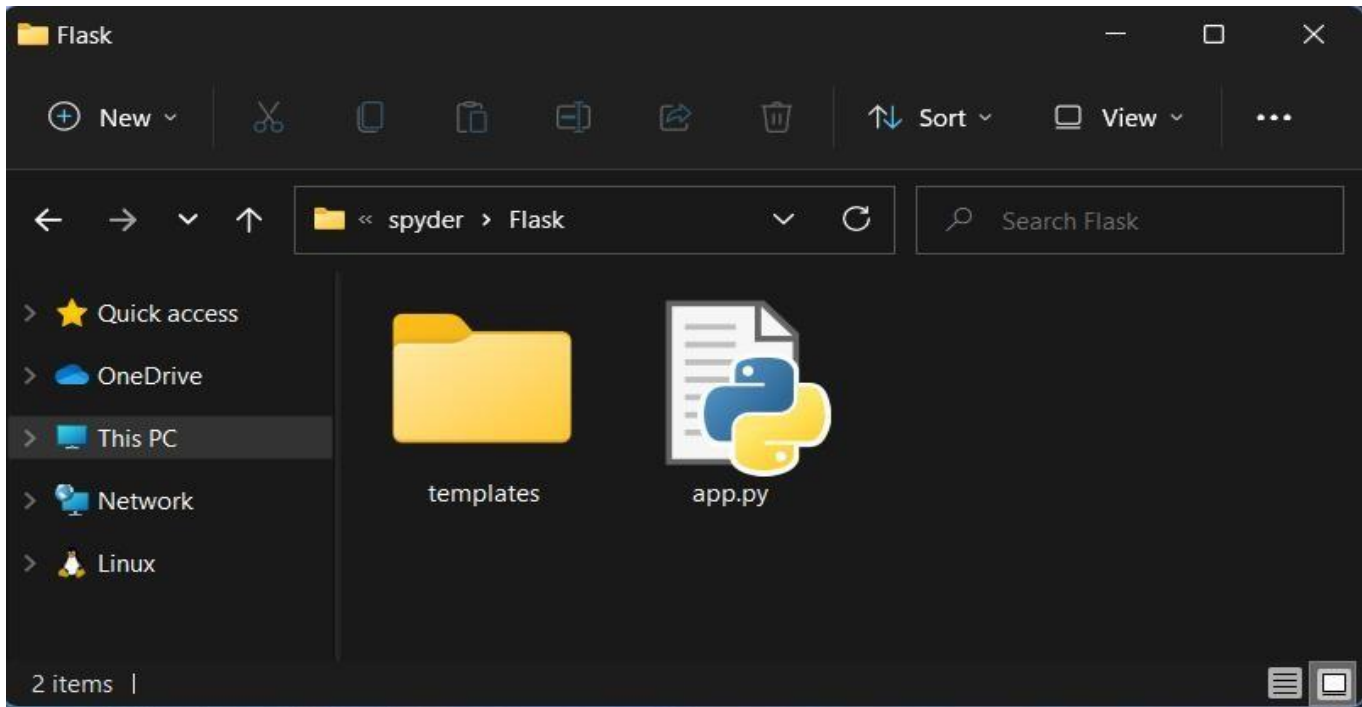 Flask
New
Sort
View
« spyder > Flask
Search Flask
Quick access
OneDrive
This PC
Network
Linux
templates
app.py
2 items